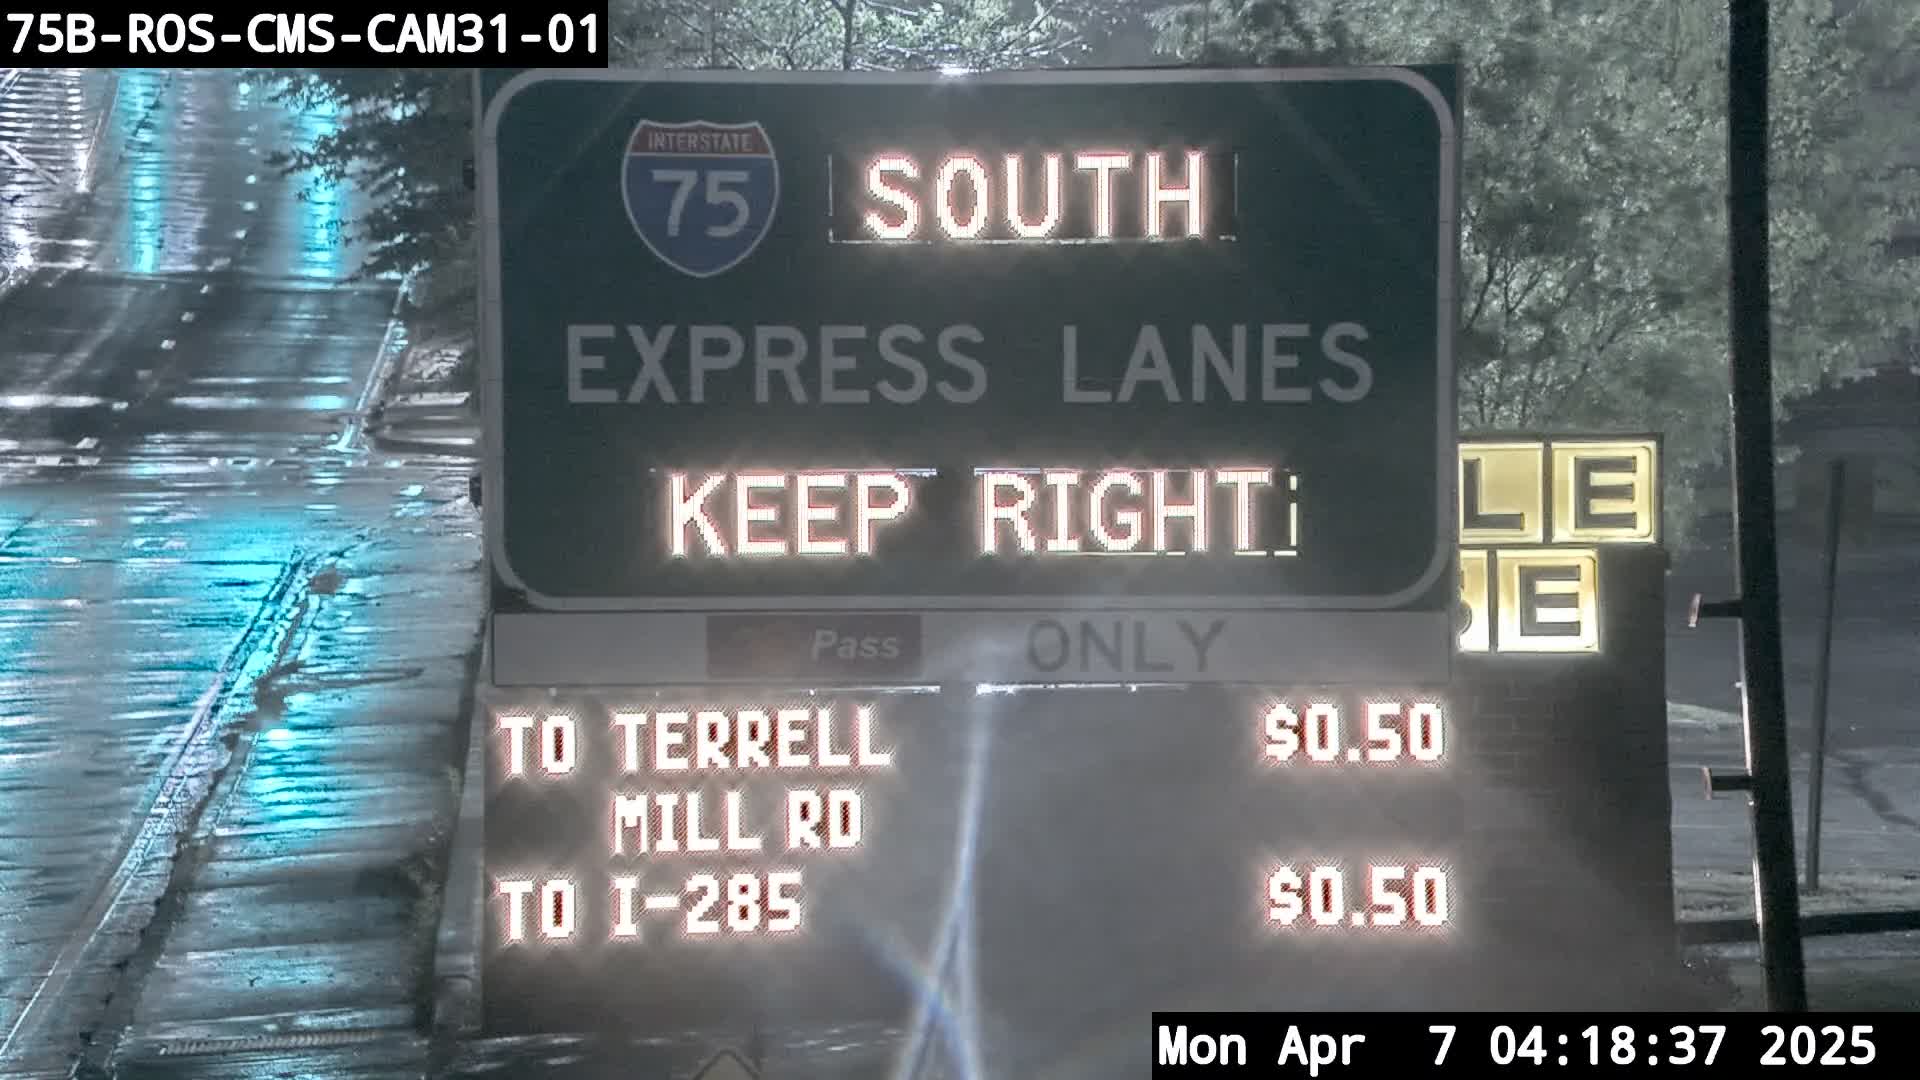 75B-ROS-CMS-CAM31-01
INTERSTATE
75
SOUTH
EXPRESS LANES
KEEP RIGHT
Pass ONLY
TO TERRELL $0.50
MILL RD
TO I-285 $0.50
LE
E
Mon Apr 7 04:18:37 2025